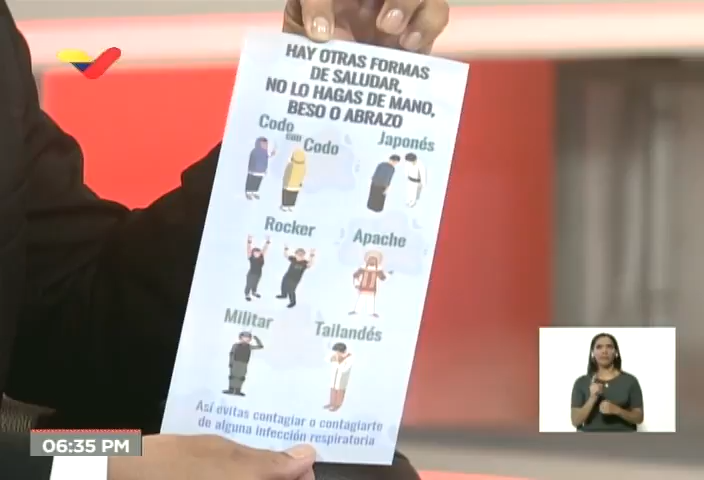 HAY OTRAS FORMAS
DE SALUDAR,
NO LO HAGAS DE MANO,
BESO O ABRAZO
Codo
con Codo
Japonés
Rocker
Apache
Militar
Tailandés
Así evitas contagiar o contagiarte
de alguna infección respiratoria
06:35 PM